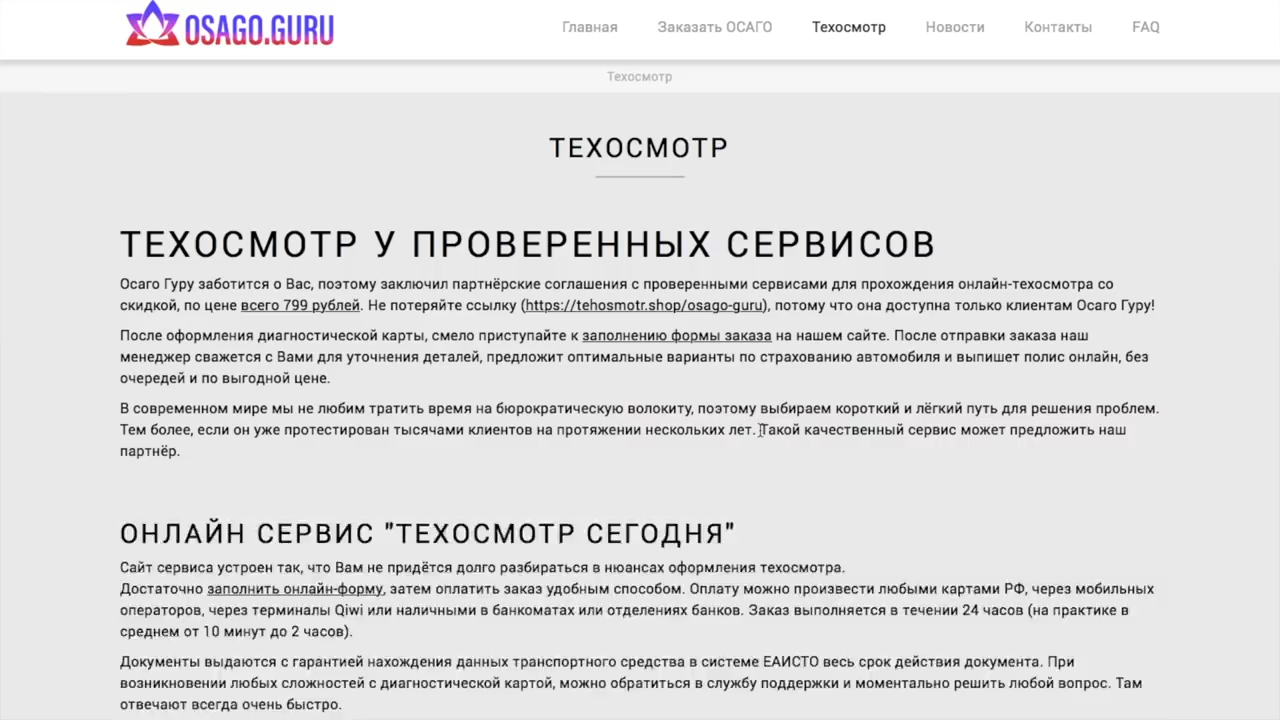 OSAGO.GURU
Главная Заказать ОСАГО Техосмотр Новости Контакты FAQ
Техосмотр
ТЕХОСМОТР
ТЕХОСМОТР У ПРОВЕРЕННЫХ СЕРВИСОВ
Осаго Гуру заботится о Вас, поэтому заключил партнёрские соглашения с проверенными сервисами для прохождения онлайн-техосмотра со
скидкой, по цене всего 799 рублей. Не потеряйте ссылку (https://tehosmotr.shop/osago-guru), потому что она доступна только клиентам Осаго Гуру!
После оформления диагностической карты, смело приступайте к заполнению формы заказа на нашем сайте. После отправки заказа наш
менеджер свяжется с Вами для уточнения деталей, предложит оптимальные варианты по страхованию автомобиля и выпишет полис онлайн, без
очередей и по выгодной цене.
В современном мире мы не любим тратить время на бюрократическую волокиту, поэтому выбираем короткий и лёгкий путь для решения проблем.
Тем более, если он уже протестирован тысячами клиентов на протяжении нескольких лет. Такой качественный сервис может предложить наш
партнёр.
ОНЛАЙН СЕРВИС "ТЕХОСМОТР СЕГОДНЯ"
Сайт сервиса устроен так, что Вам не придётся долго разбираться в нюансах оформления техосмотра.
Достаточно заполнить онлайн-форму, затем оплатить заказ удобным способом. Оплату можно произвести любыми картами РФ, через мобильных
операторов, через терминалы Qiwi или наличными в банкоматах или отделениях банков. Заказ выполняется в течении 24 часов (на практике в
среднем от 10 минут до 2 часов).
Документы выдаются с гарантией нахождения данных транспортного средства в системе ЕАИСТО весь срок действия документа. При
возникновении любых сложностей с диагностической картой, можно обратиться в службу поддержки и моментально решить любой вопрос. Там
отвечают всегда очень быстро.